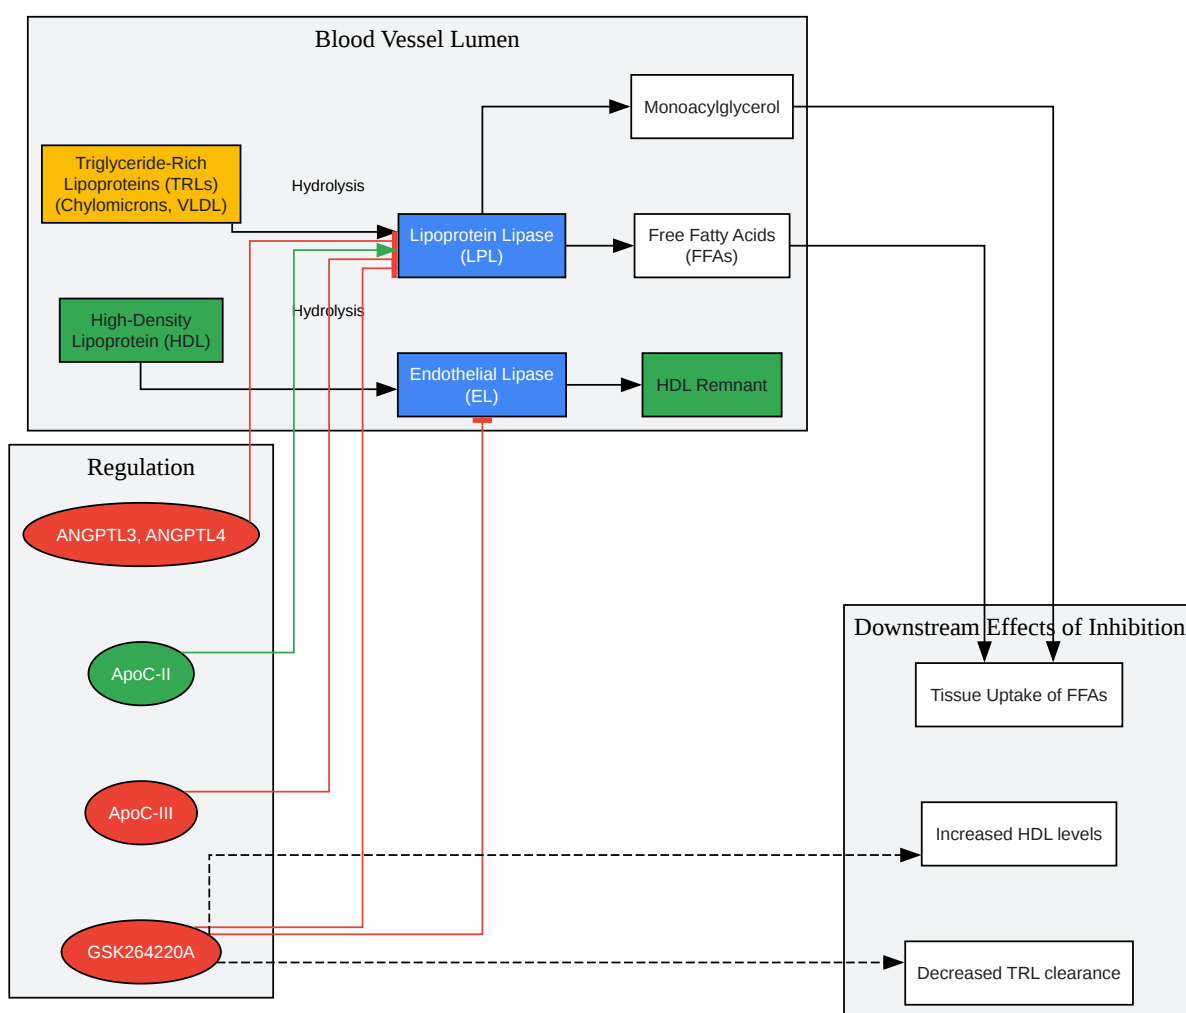 Blood Vessel Lumen
Monoacylglycerol
Triglyceride-Rich
Lipoproteins (TRLs)
(Chylomicrons, VLDL)
Hydrolysis
Lipoprotein Lipase
(LPL)
Free Fatty Acids
(FFAs)
Hydrolysis
High-Density
Lipoprotein (HDL)
Endothelial Lipase
(EL)
HDL Remnant
Regulation
ANGPTL3, ANGPTL4
ApoC-II
ApoC-III
GSK264220A
Downstream Effects of Inhibition
Tissue Uptake of FFAs
Increased HDL levels
Decreased TRL clearance